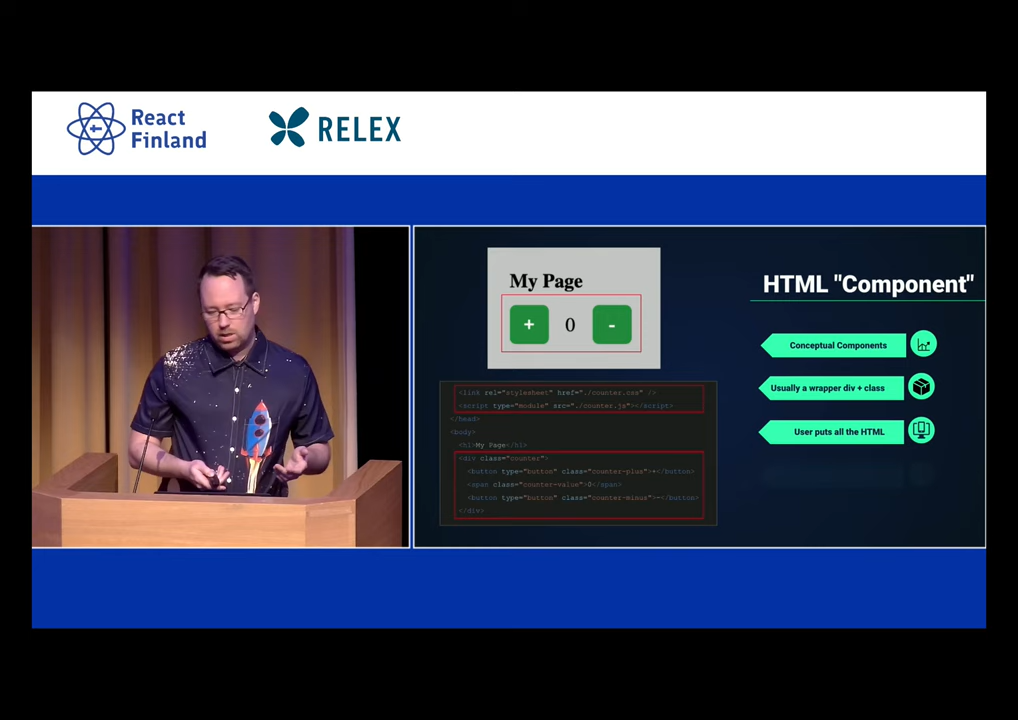 React
Finland
RELEX
My Page
+ 0 -
HTML "Component"
Conceptual Components
Usually a wrapper div + class
User puts all the HTML
<link rel="stylesheet" href="./counter.css" />
<script type="module" src="./counter.js"></script>
</head>
<body>
<h1>My Page</h1>
<div class="counter">
<button type="button" class="counter-plus">+</button>
<span class="counter-value">0</span>
<button type="button" class="counter-minus">-</button>
</div>